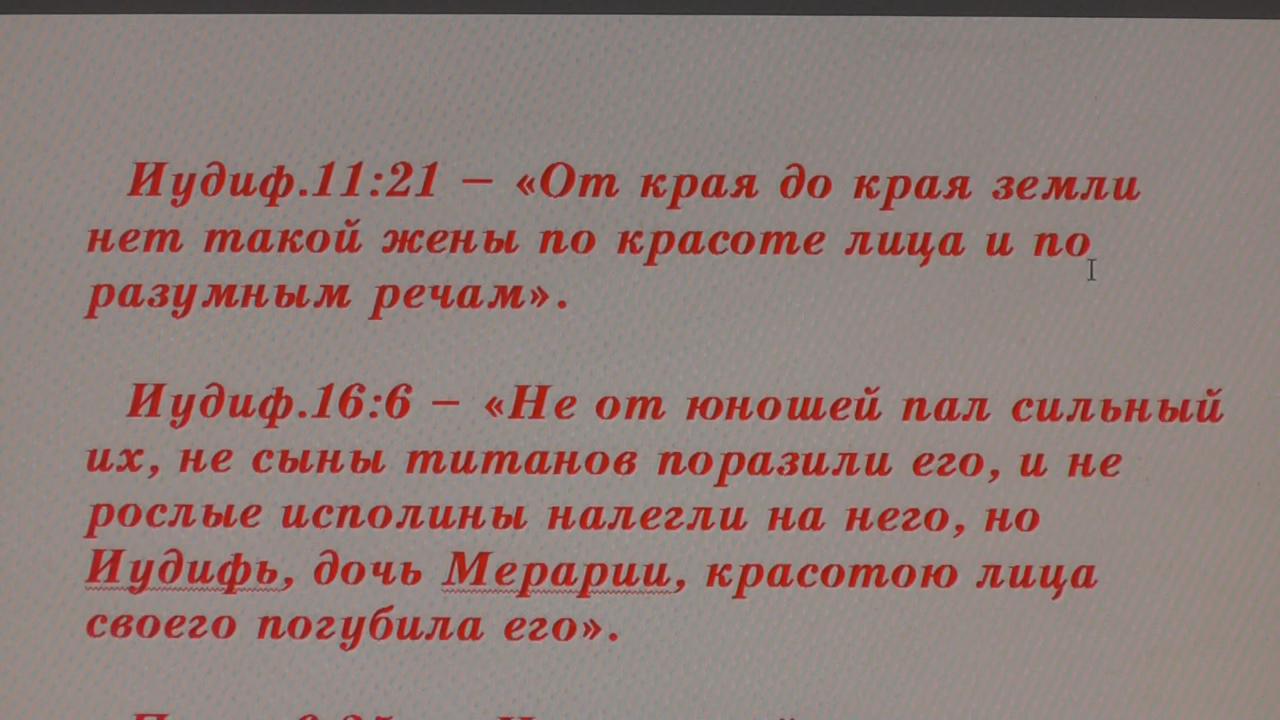 Иудиф.11:21 – «От края до края земли
нет такой жены по красоте лица и по
разумным речам».
Иудиф.16:6 – «Не от юношей пал сильный
их, не сыны титанов поразили его, и не
рослые исполины налегли на него, но
Иудифь, дочь Мерарии, красотою лица
своего погубила его».